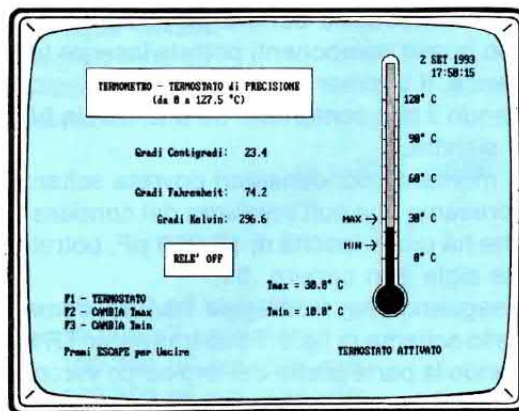 2 SET 1993
17:58:15
TERMOMETRO - TERMOSTATO di PRECISIONE
(da 0 a 127.5 °C)
Gradi Centigradi: 23.4
Gradi Fahrenheit: 74.2
Gradi Kelvin: 296.6
RELE' OFF
120° C
90° C
60° C
30° C
0° C
MAX
MIN
F1 - TERMOSTATO
F2 - CAMBIA Tmax
F3 - CAMBIA Tmin
Tmax = 30.0° C
Tmin = 10.0° C
Premi ESCAPE per Uscire
TERMOSTATO ATTIVATO